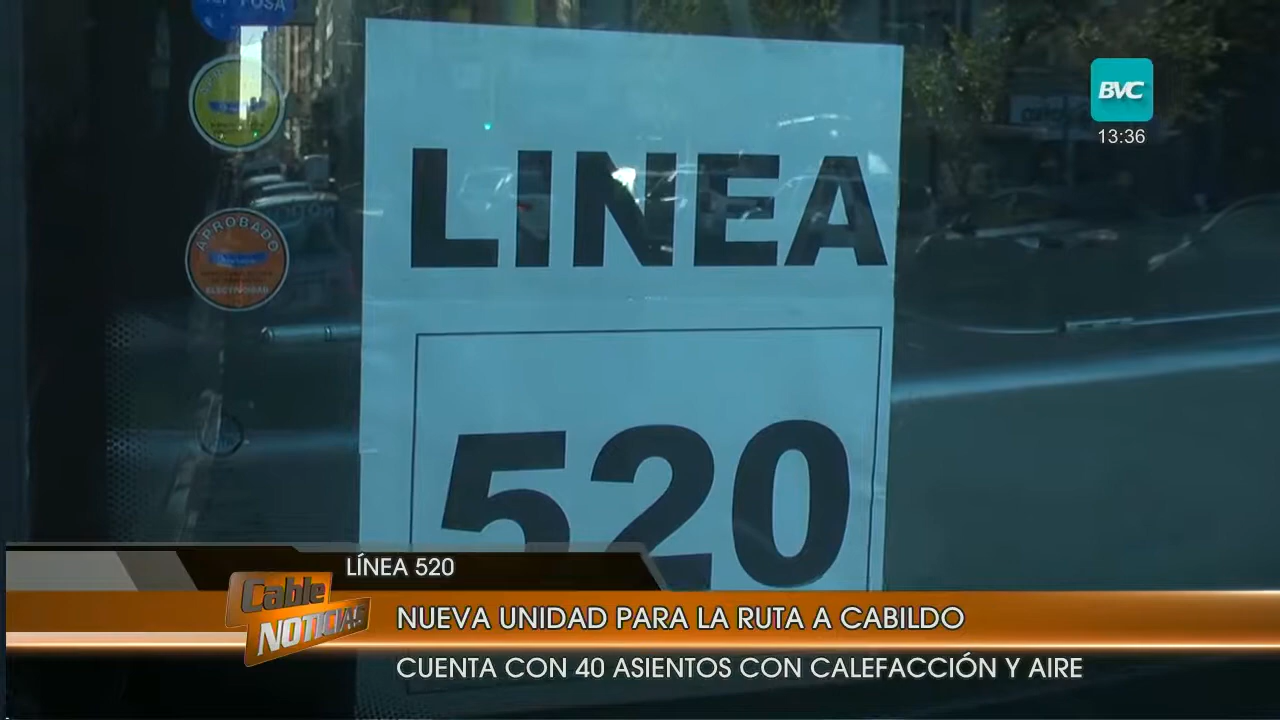 BVC
13:36
APROBADO
ELECTIVIDAD
LINEA
520
LÍNEA 520
Cable
NOTICIAS
NUEVA UNIDAD PARA LA RUTA A CABILDO
CUENTA CON 40 ASIENTOS CON CALEFACCIÓN Y AIRE